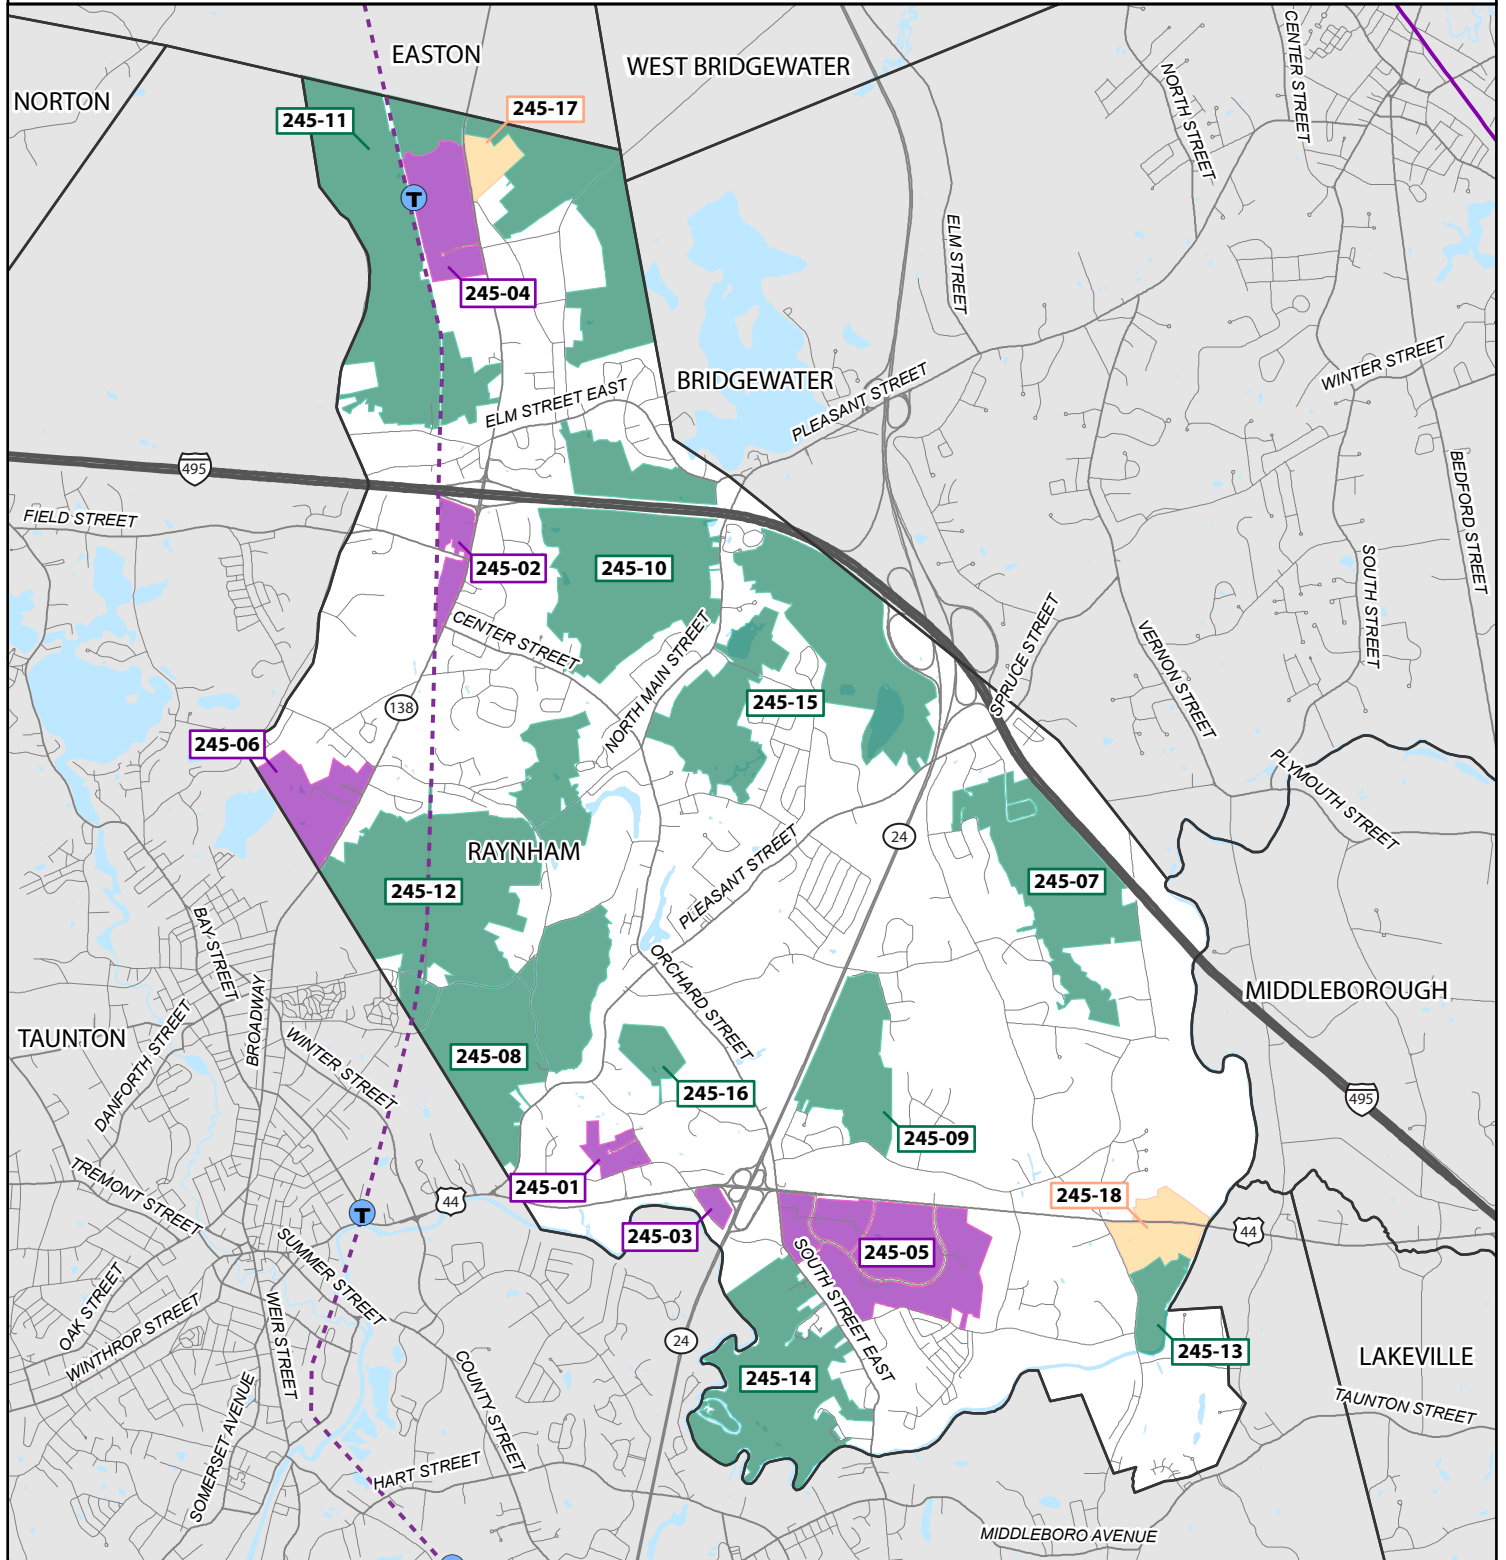 EASTON
WEST BRIDGEWATER
NORTON
CENTER STREET
NORTH STREET
245-17
245-11
T
ELM STREET
245-04
BRIDGEWATER
PLEASANT STREET
WINTER STREET
ELM STREET EAST
495
BEDFORD STREET
FIELD STREET
245-02
245-10
SOUTH STREET
CENTER STREET
NORTH MAIN STREET
SPRUCE STREET
VERNON STREET
245-15
138
245-06
PLYMOUTH STREET
24
RAYNHAM
PLEASANT STREET
245-12
245-07
BAY STREET
BROADWAY
ORCHARD STREET
MIDDLEBOROUGH
TAUNTON
DANFORTH STREET
WINTER STREET
245-08
245-16
495
245-09
TREMONT STREET
245-01
245-18
44
T
44
245-03
SUMMER STREET
245-05
SOUTH STREET EAST
OAK STREET
WINTHROP STREET
WEIR STREET
24
245-13
LAKEVILLE
COUNTY STREET
245-14
TAUNTON STREET
SOMERSET AVENUE
HART STREET
MIDDLEBORO AVENUE